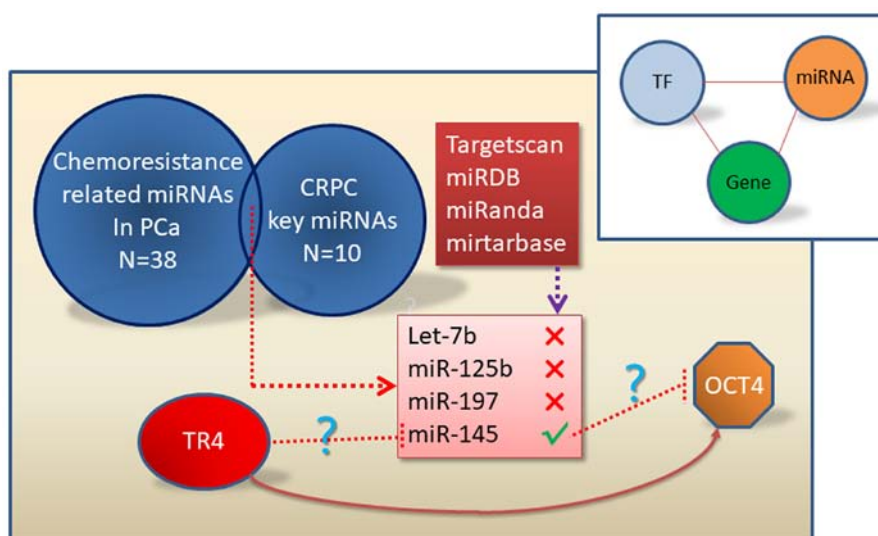 TF
miRNA
Gene
Chemoresistance
related miRNAs
In PCa
N=38
CRPC
key miRNAs
N=10
Targetscan
miRDB
miRanda
mirtarbase
?
Let-7b
miR-125b
miR-197
miR-145
?
OCT4
TR4
?